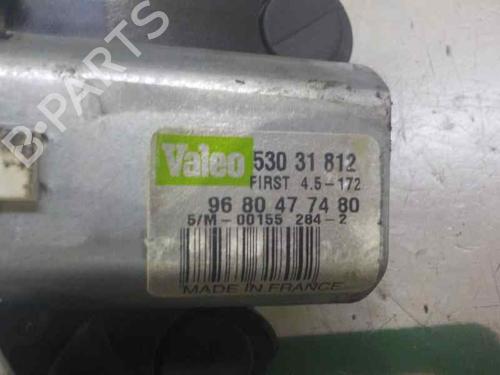 B-PARTS
Valeo 530 31 812
FIRST 4.5-172
96 80 47 74 80
5/M-00155 284-2
MADE IN FRANCE